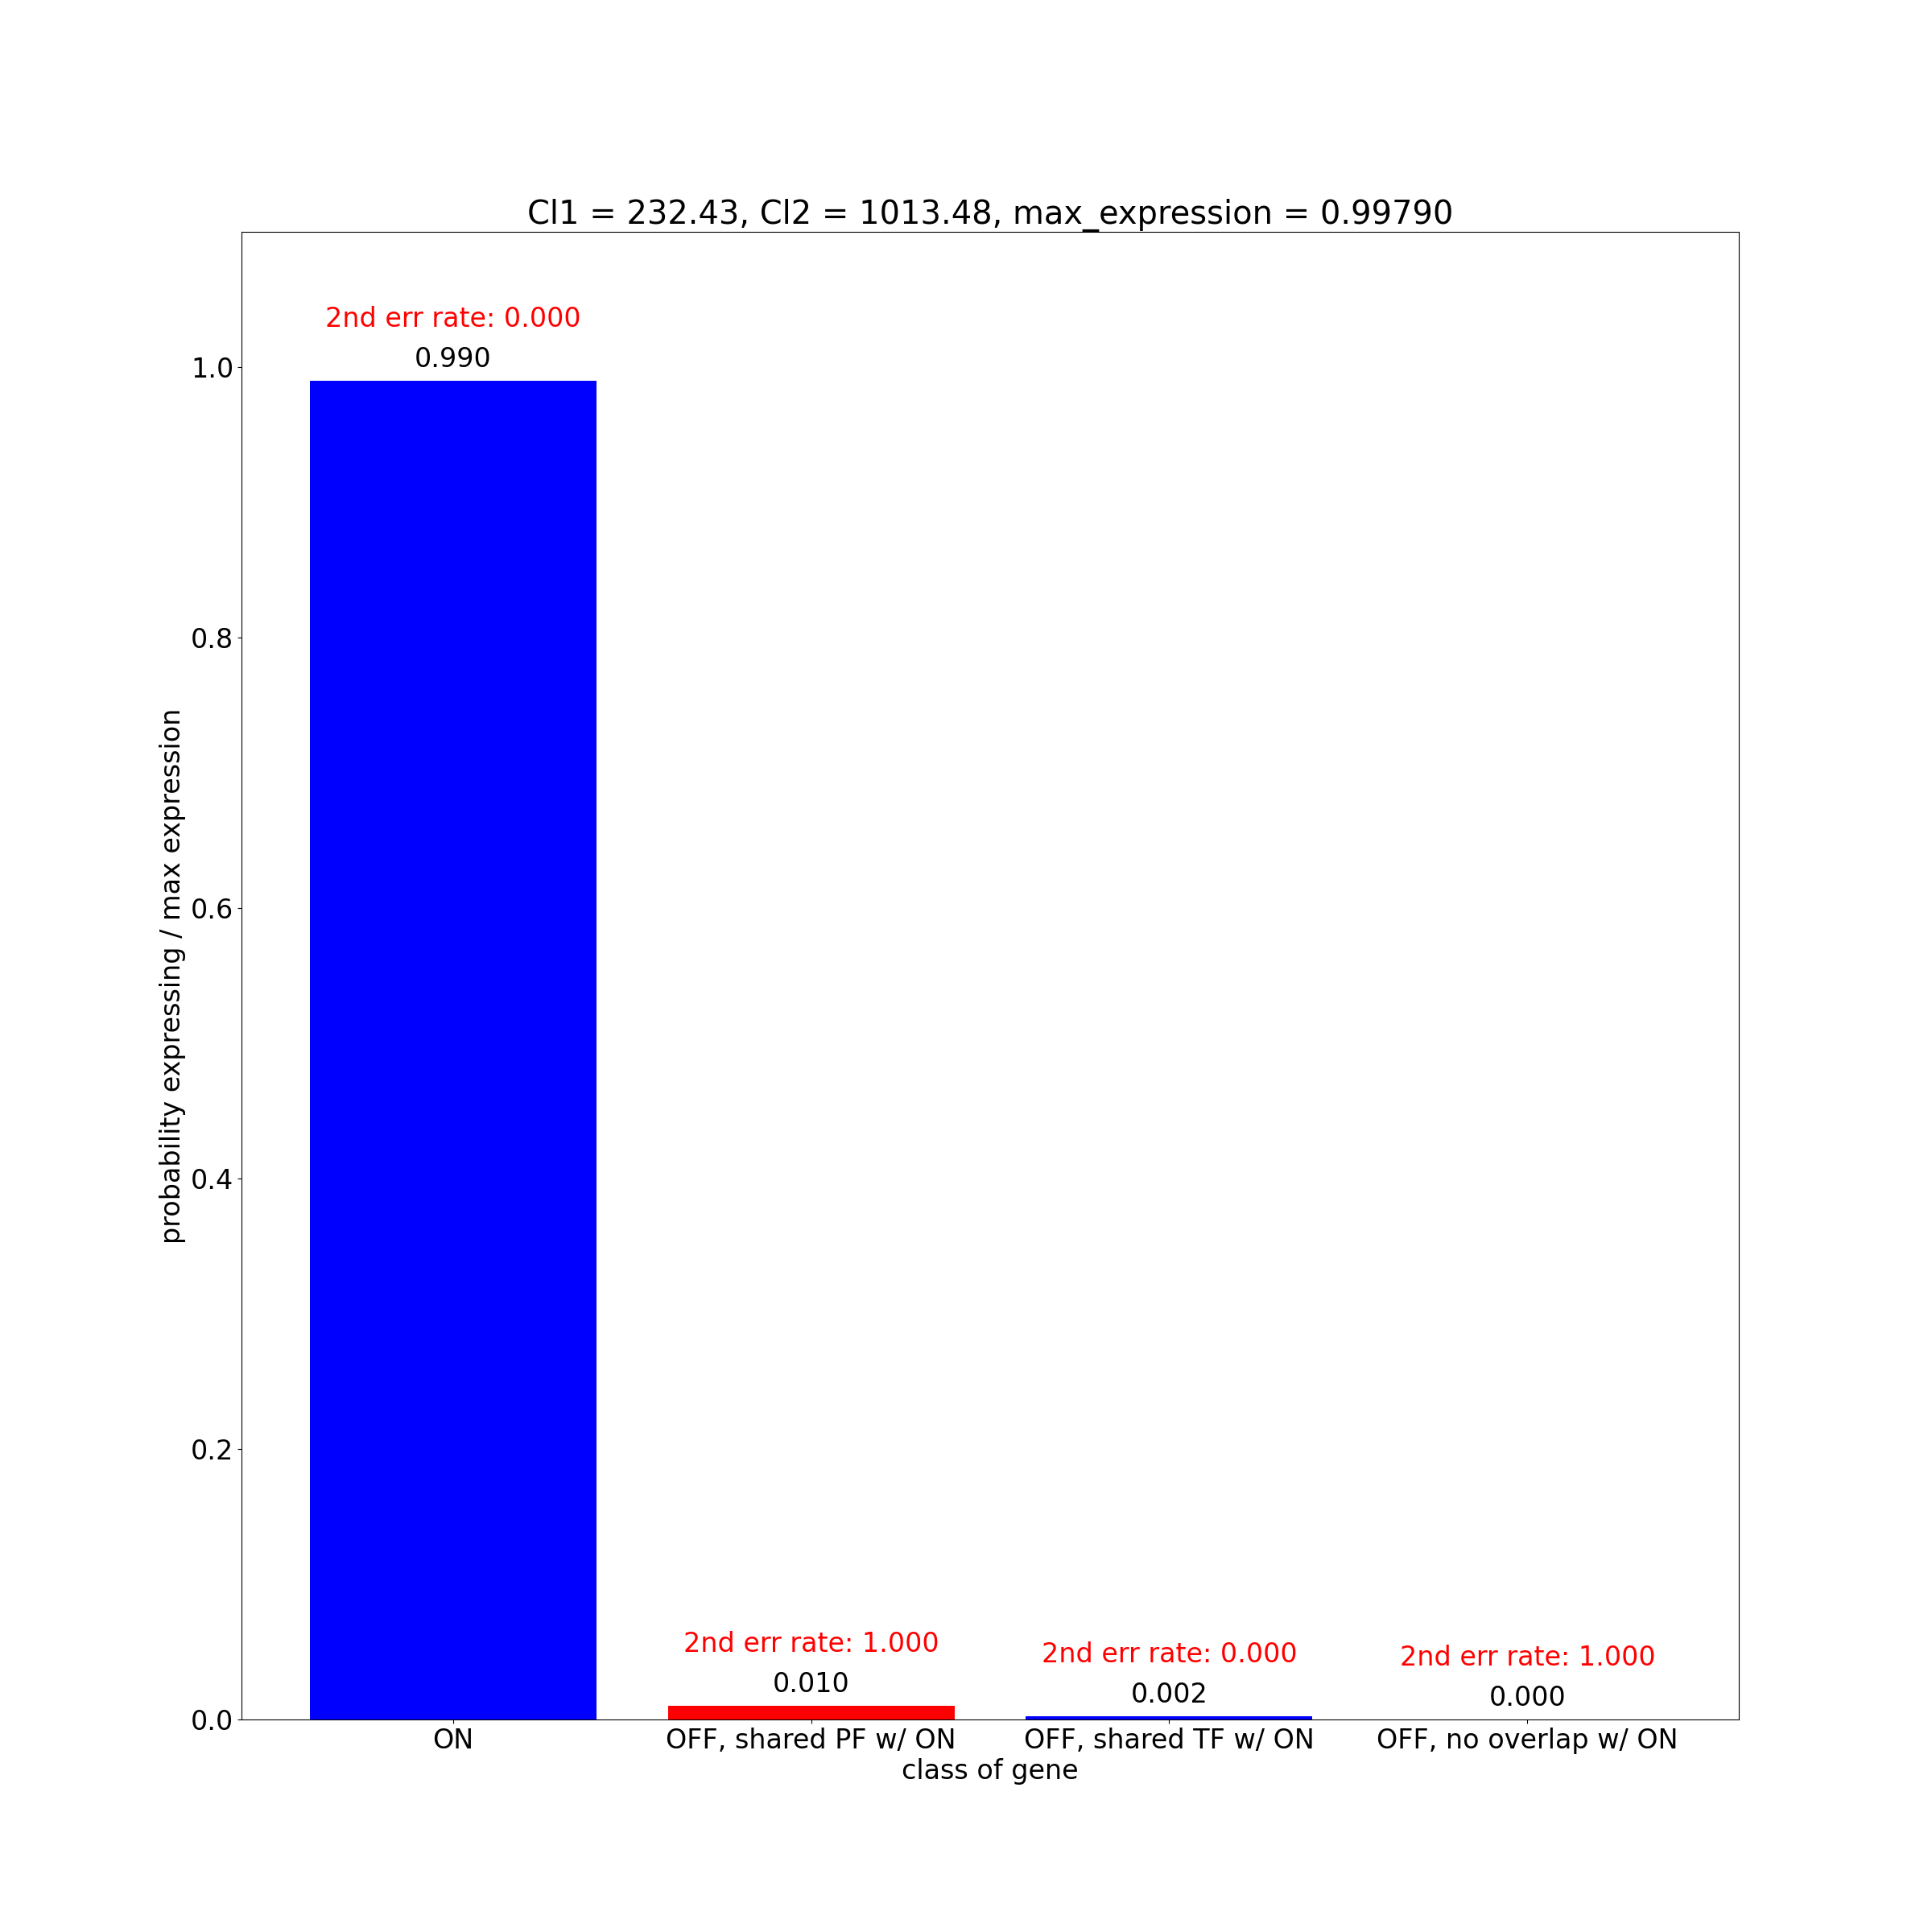 Cl1 = 232.43, Cl2 = 1013.48, max_expression = 0.99790
probability expressing / max expression
1.0
0.8
0.6
0.4
0.2
0.0
2nd err rate: 0.000
0.990
2nd err rate: 1.000
0.010
2nd err rate: 0.000
0.002
2nd err rate: 1.000
0.000
ON
OFF, shared PF w/ ON
OFF, shared TF w/ ON
OFF, no overlap w/ ON
class of gene